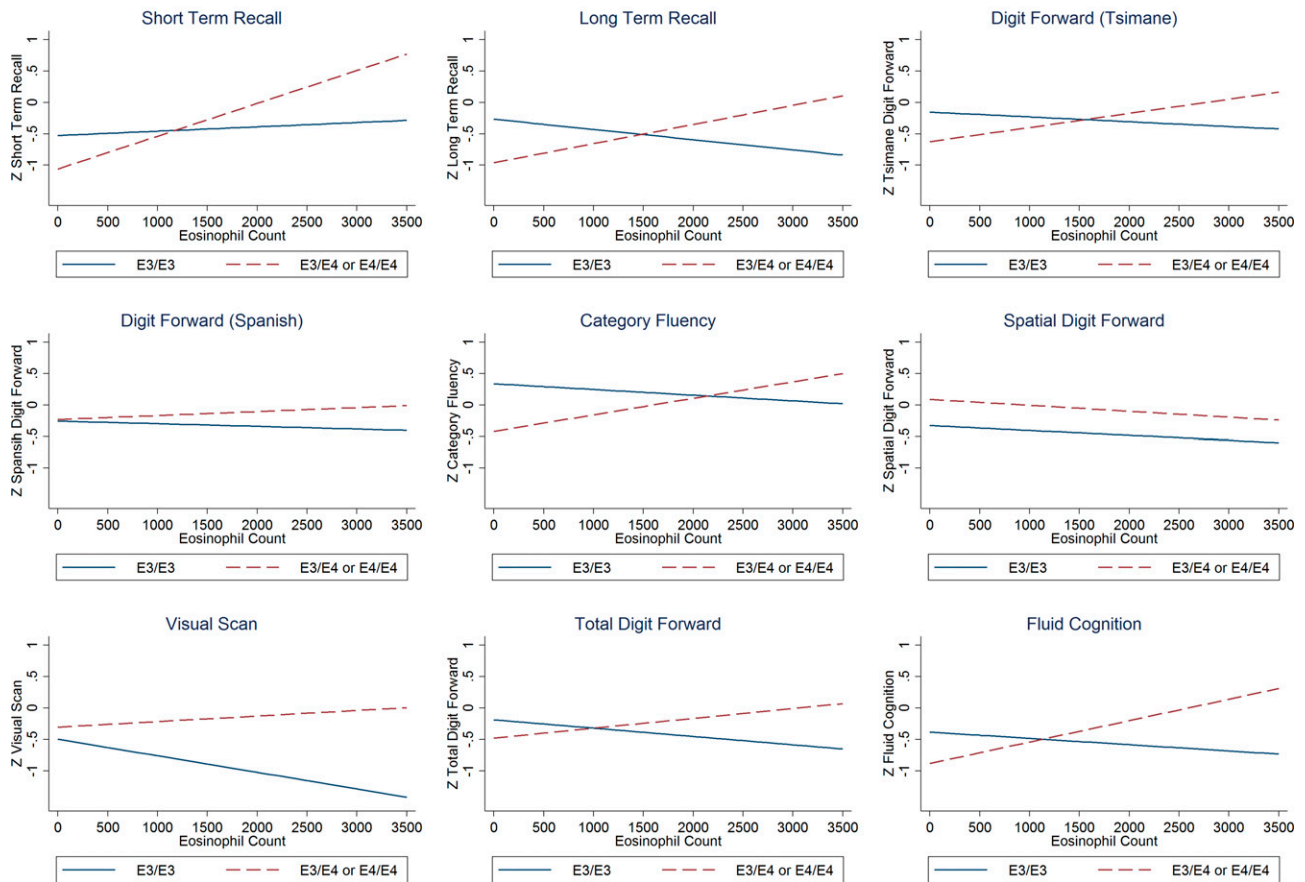 Short Term Recall
Z Short Term Recall
1
.5
0
-.5
-1
0 500 1000 1500 2000 2500 3000 3500
Eosinophil Count
E3/E3 E3/E4 or E4/E4
Long Term Recall
Z Long Term Recall
1
.5
0
-.5
-1
0 500 1000 1500 2000 2500 3000 3500
Eosinophil Count
E3/E3 E3/E4 or E4/E4
Digit Forward (Tsimane)
Z Tsimane Digit Forward
1
.5
0
-.5
-1
0 500 1000 1500 2000 2500 3000 3500
Eosinophil Count
E3/E3 E3/E4 or E4/E4
Digit Forward (Spanish)
Z Spansih Digit Forward
1
.5
0
-.5
-1
0 500 1000 1500 2000 2500 3000 3500
Eosinophil Count
E3/E3 E3/E4 or E4/E4
Category Fluency
Z Category Fluency
1
.5
0
-.5
-1
0 500 1000 1500 2000 2500 3000 3500
Eosinophil Count
E3/E3 E3/E4 or E4/E4
Spatial Digit Forward
Z Spatial Digit Forward
1
.5
0
-.5
-1
0 500 1000 1500 2000 2500 3000 3500
Eosinophil Count
E3/E3 E3/E4 or E4/E4
Visual Scan
Z Visual Scan
1
.5
0
-.5
-1
0 500 1000 1500 2000 2500 3000 3500
Eosinophil Count
E3/E3 E3/E4 or E4/E4
Total Digit Forward
Z Total Digit Forward
1
.5
0
-.5
-1
0 500 1000 1500 2000 2500 3000 3500
Eosinophil Count
E3/E3 E3/E4 or E4/E4
Fluid Cognition
Z Fluid Cognition
1
.5
0
-.5
-1
0 500 1000 1500 2000 2500 3000 3500
Eosinophil Count
E3/E3 E3/E4 or E4/E4